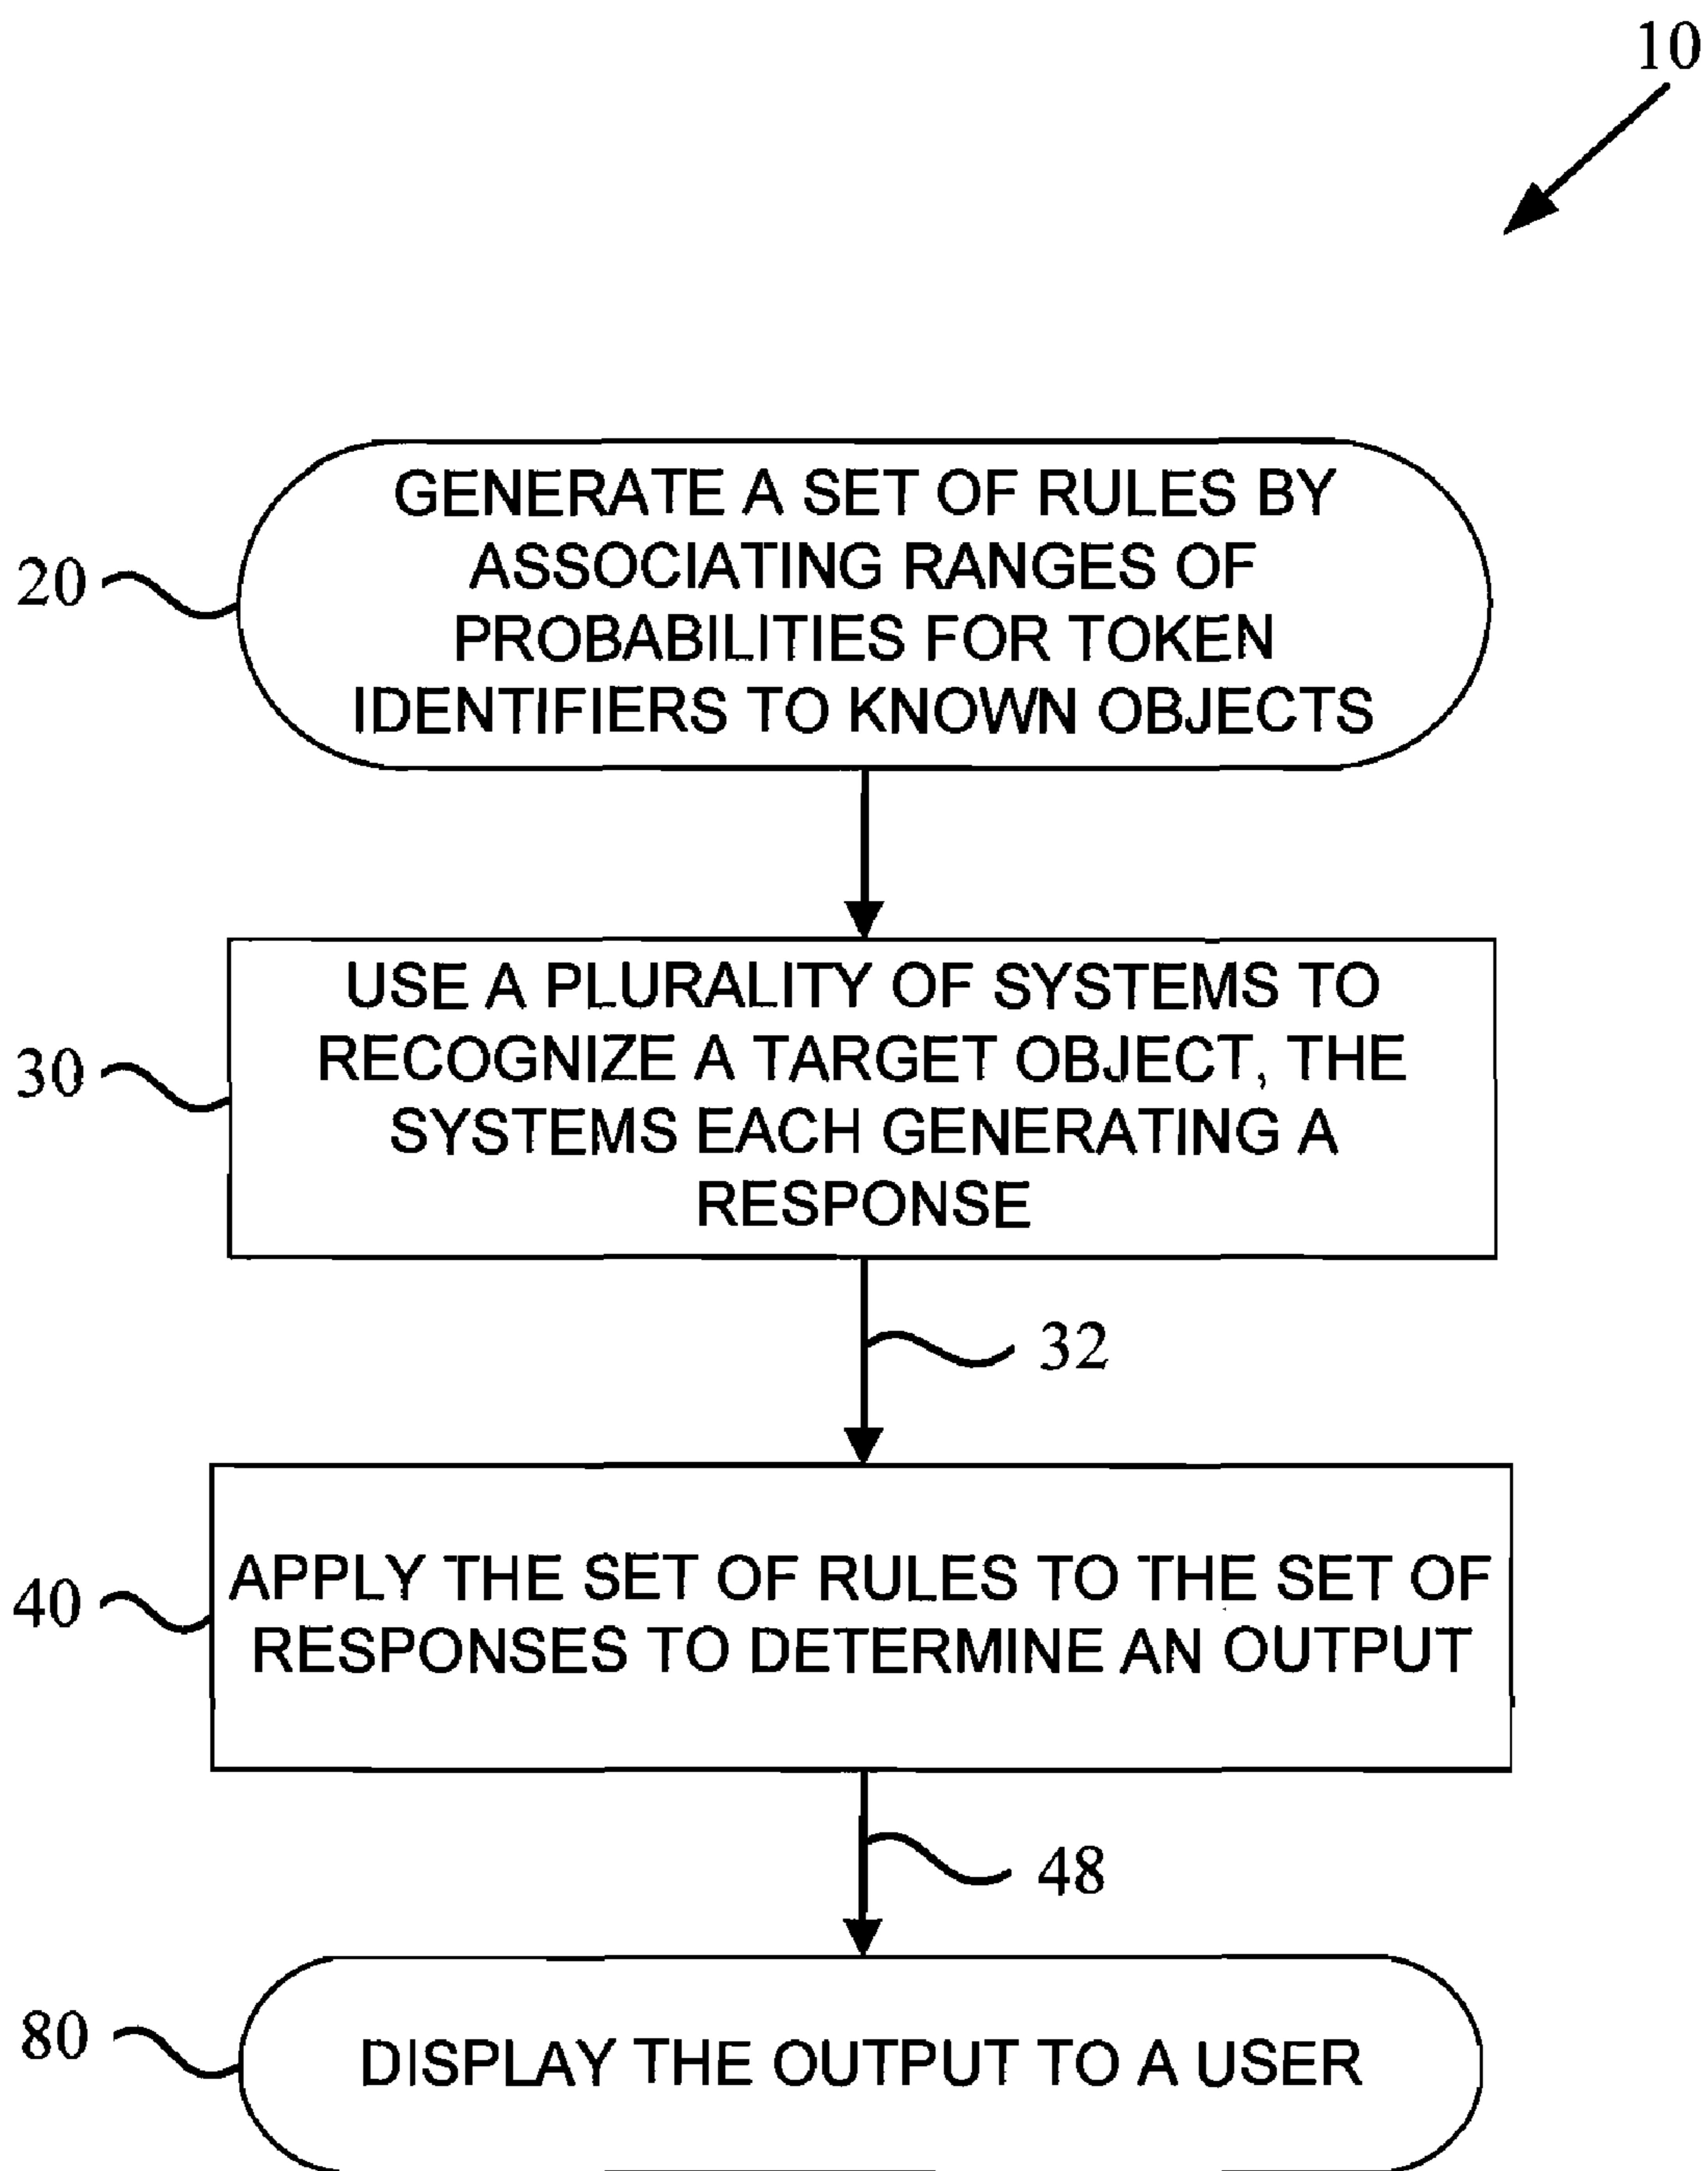 10
GENERATE A SET OF RULES BY
ASSOCIATING RANGES OF
PROBABILITIES FOR TOKEN
IDENTIFIERS TO KNOWN OBJECTS
20
USE A PLURALITY OF SYSTEMS TO
RECOGNIZE A TARGET OBJECT, THE
SYSTEMS EACH GENERATING A
RESPONSE
30
32
APPLY THE SET OF RULES TO THE SET OF
RESPONSES TO DETERMINE AN OUTPUT
40
48
DISPLAY THE OUTPUT TO A USER
80